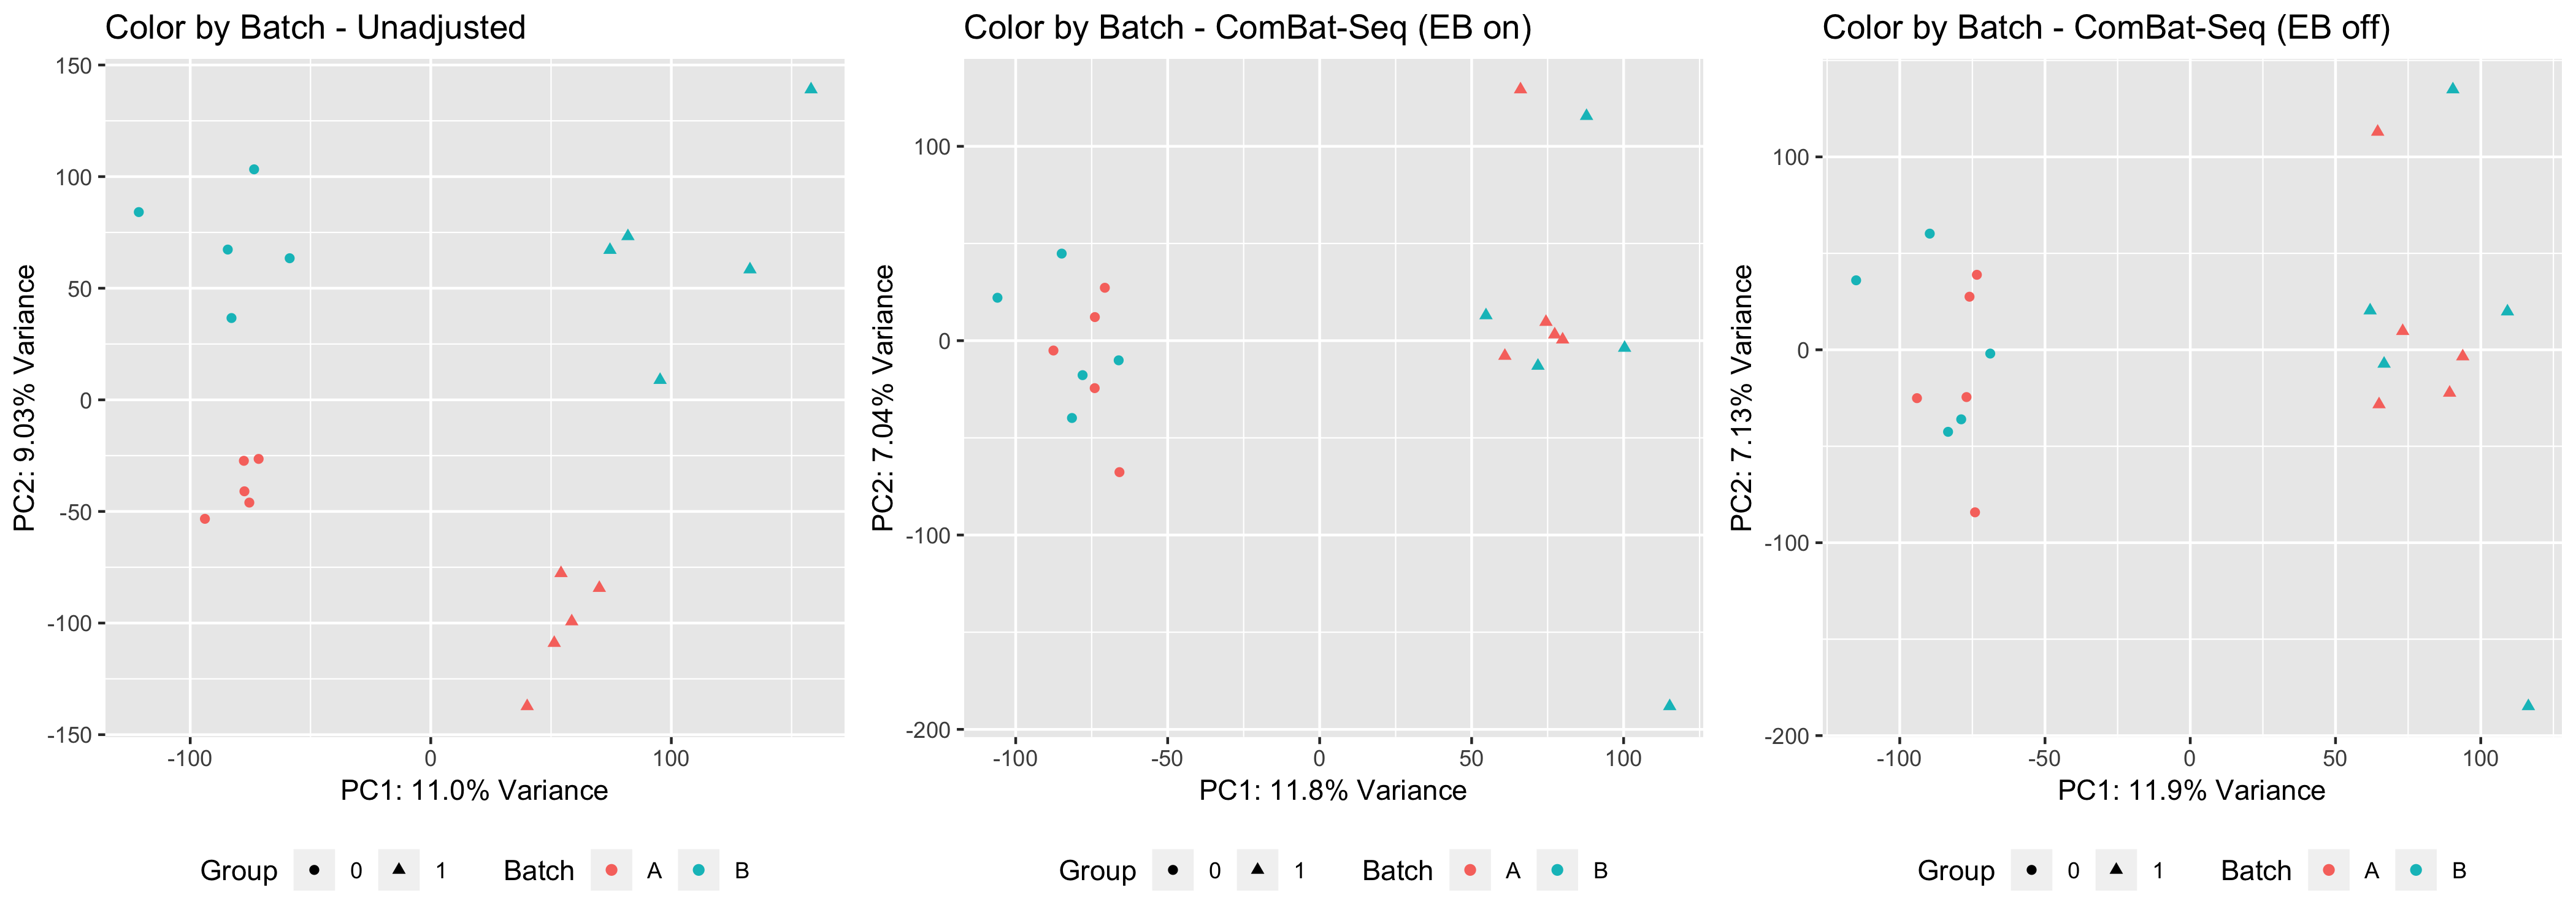 Color by Batch - Unadjusted
150
100
50
0
-50
-100
-150
PC2: 9.03% Variance
-100 0 100
PC1: 11.0% Variance
Group 0 1 Batch A B
Color by Batch - ComBat-Seq (EB on)
100
0
-100
-200
PC2: 7.04% Variance
-100 -50 0 50 100
PC1: 11.8% Variance
Group 0 1 Batch A B
Color by Batch - ComBat-Seq (EB off)
100
0
-100
-200
PC2: 7.13% Variance
-100 -50 0 50 100
PC1: 11.9% Variance
Group 0 1 Batch A B